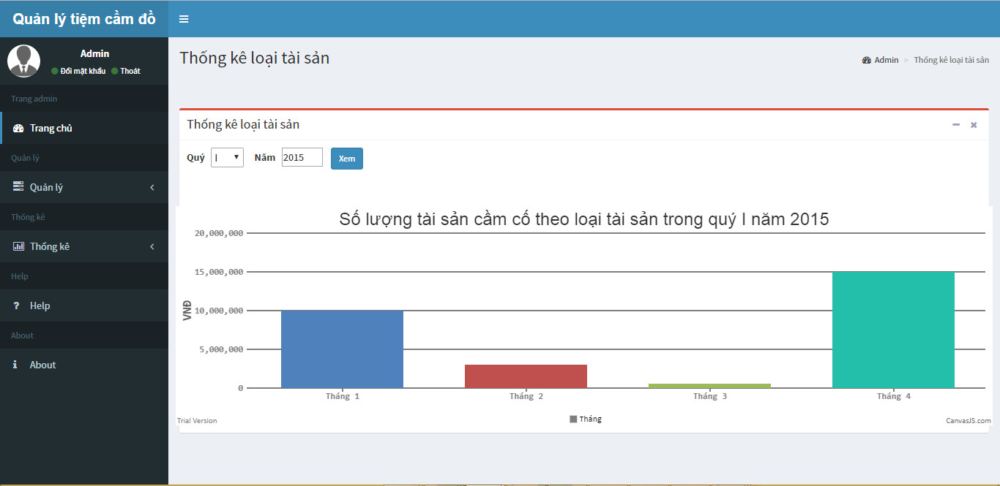 Quản lý tiệm cầm đồ
Admin
Đổi mật khẩu Thoát
Trang admin
Trang chủ
Quản lý
Quản lý
Thống kê
Thống kê
Help
? Help
About
i About
Thống kê loại tài sản
Admin > Thống kê loại tài sản
Thống kê loại tài sản
Quý I Năm 2015 Xem
Số lượng tài sản cầm cố theo loại tài sản trong quý I năm 2015
VNĐ
20,000,000
15,000,000
10,000,000
5,000,000
0
Tháng 1 Tháng 2 Tháng 3 Tháng 4
Tháng
Trial Version
CanvasJS.com